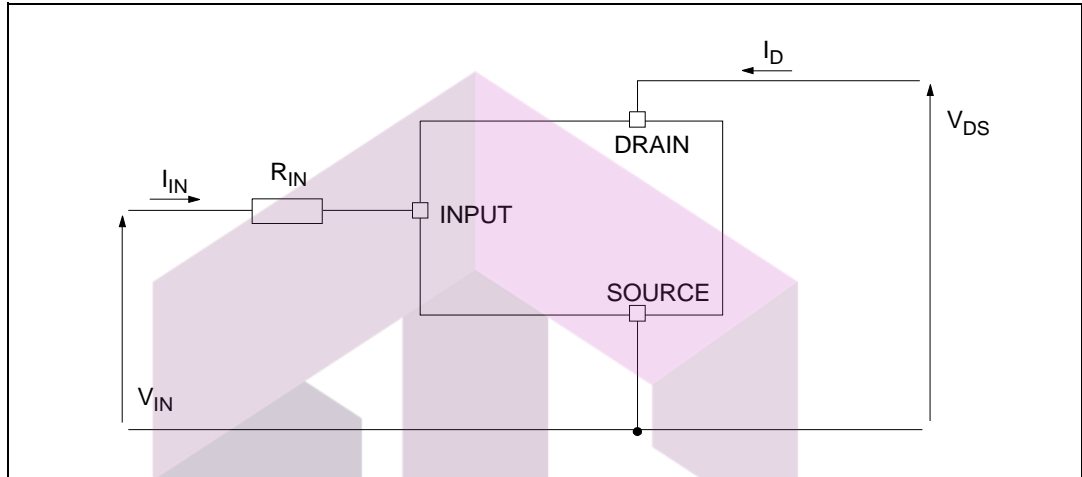 I_D
V_DS
DRAIN
R_IN
I_IN
INPUT
SOURCE
V_IN